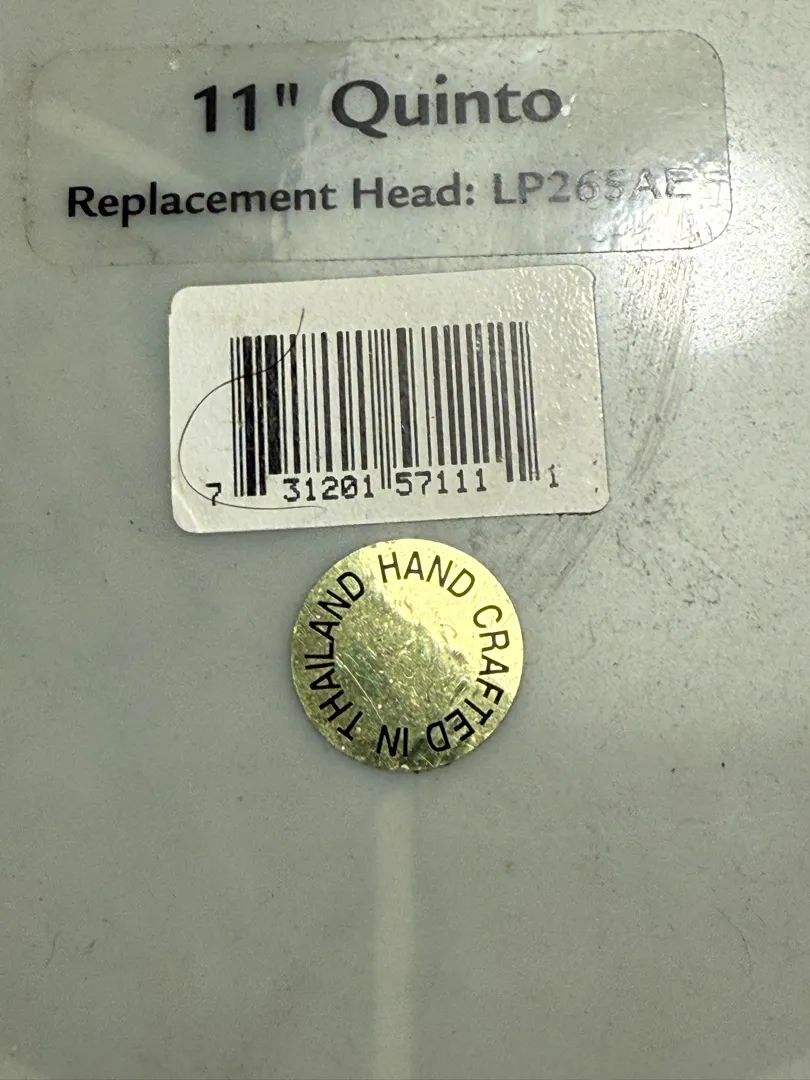 11" Quinto
Replacement Head: LP265AE
7 31201 57111 1
HAND CRAFTED IN THAILAND